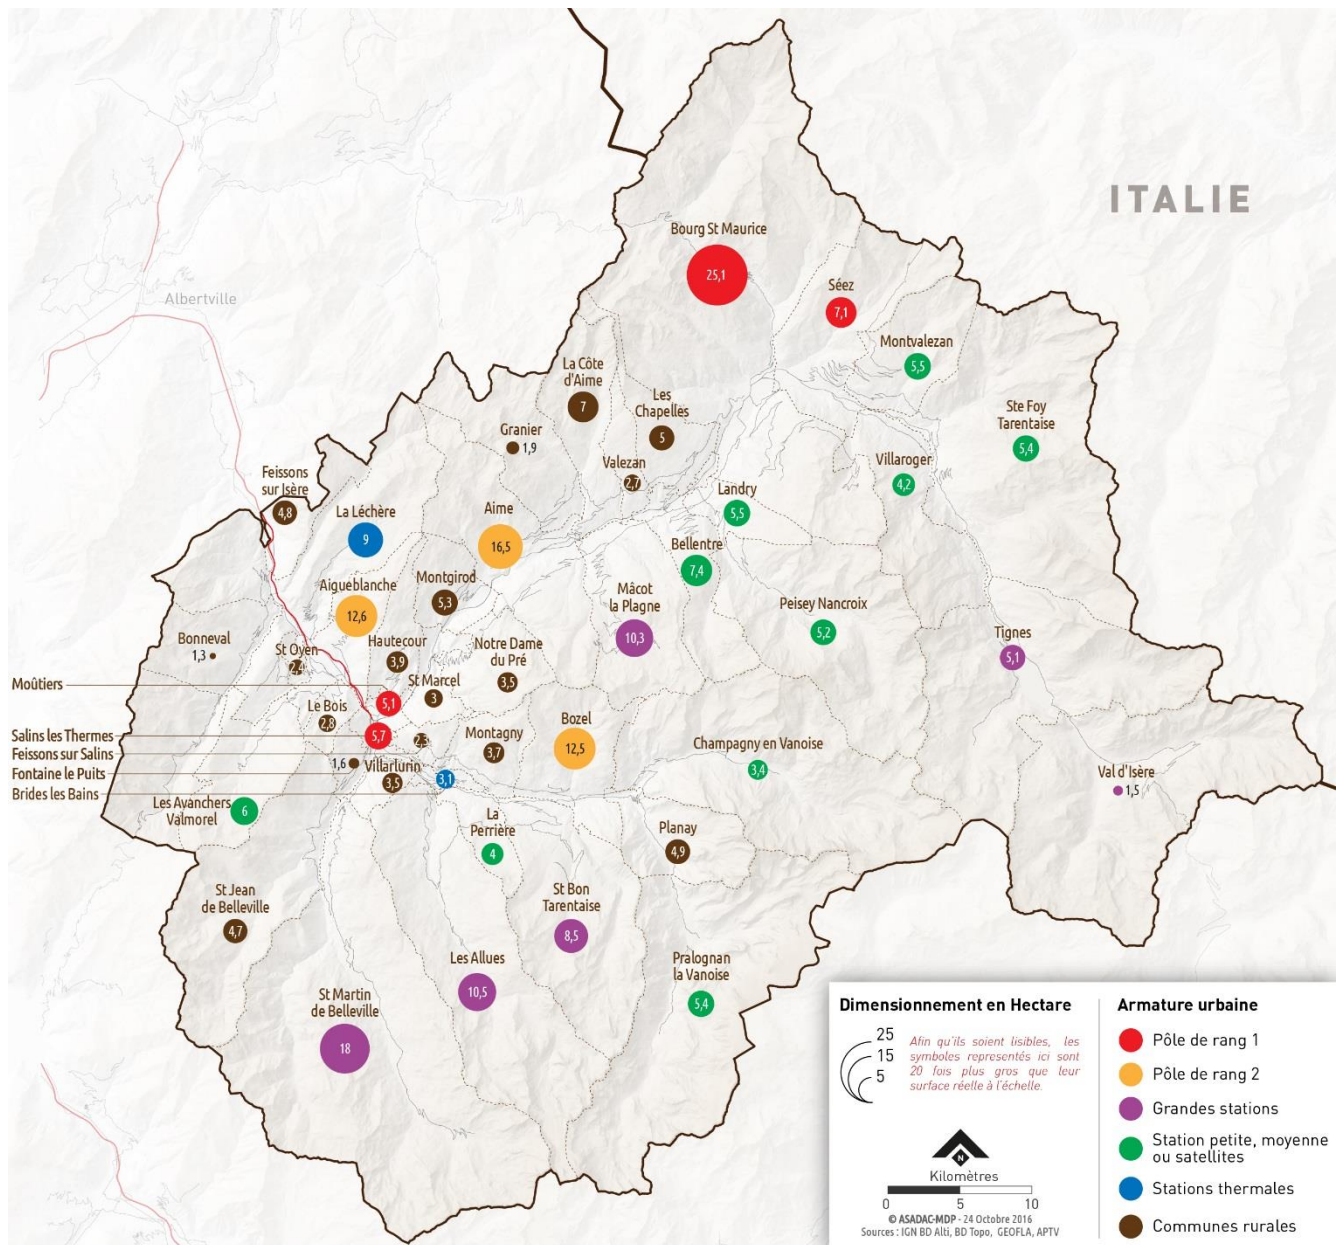 ITALIE
Bourg St Maurice
25,1
Séez
7,1
Albertville
Montvalezan
5,5
La Côte
d'Aime
7
Les
Chapelles
5
Ste Foy
Tarentaise
5,4
Granier
1,9
Valezan
2,7
Villaroger
4,2
Feissons
sur Isère
4,8
La Léchère
9
Aime
16,5
Landry
5,5
Bellentre
7,4
Aigueblanche
12,6
Montgirod
5,3
Mâcot
la Plagne
10,3
Peisey Nancroix
5,2
Tignes
5,1
Bonneval
1,3
St Oyen
2,4
Hautecour
3,9
Notre Dame
du Pré
3,5
St Marcel
3
Moûtiers
5,1
Le Bois
2,8
Salins les Thermes
5,7
Feissons sur Salins
2,3
Fontaine le Puits
1,6
Brides les Bains
3,1
Villarlurin
3,5
Montagny
3,7
Bozel
12,5
Champagny en Vanoise
3,4
Val d'Isère
1,5
Les Avanchers
Valmorel
6
La
Perrière
4
Planay
4,9
St Jean
de Belleville
4,7
St Bon
Tarentaise
8,5
Les Allues
10,5
Pralognan
la Vanoise
5,4
St Martin
de Belleville
18
Dimensionnement en Hectare
25
15
5
Afin qu'ils soient lisibles, les
symboles representés ici sont
20 fois plus gros que leur
surface réelle à l'échelle.
N
Kilomètres
0 5 10
© ASADAC-MDP - 24 Octobre 2016
Sources : IGN BD Alti, BD Topo, GEOFLA, APTV
Armature urbaine
Pôle de rang 1
Pôle de rang 2
Grandes stations
Station petite, moyenne
ou satellites
Stations thermales
Communes rurales